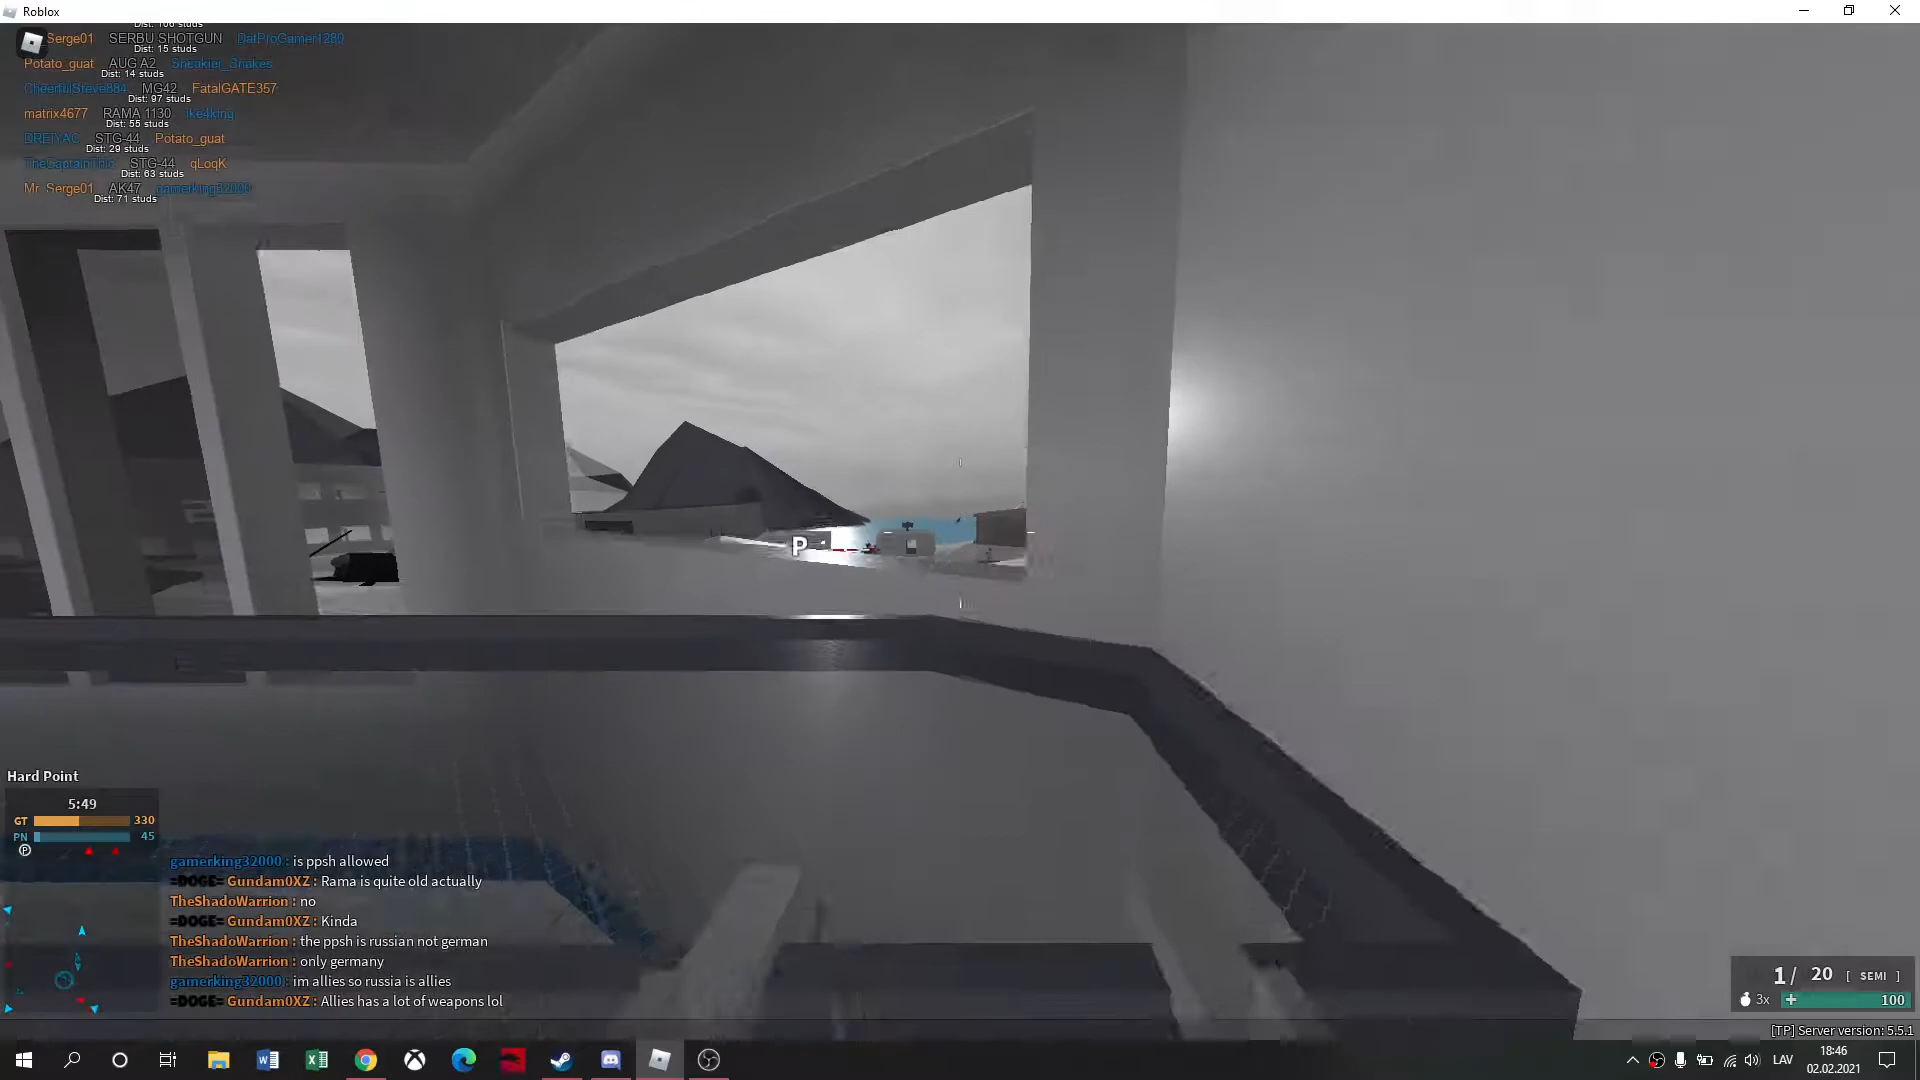 Roblox
Dist: 106 studs
Serge01 SERBU SHOTGUN DatProGamer1280
Dist: 15 studs
Potato_guat AUG A2 Sneakier_Snakes
Dist: 14 studs
CheerfulSteve884 MG42 FatalGATE357
Dist: 97 studs
matrix4677 RAMA 1130 ike4king
Dist: 55 studs
STG-44 Potato_guat
Dist: 29 studs
STG-44 qLoqK
Dist: 63 studs
Mr_Serge01 AK47 gamerking32000
Dist: 71 studs
P
Hard Point
5:49
GT 330
PN 45
P
gamerking32000 : is ppsh allowed
=DOGE= Gundam0XZ : Rama is quite old actually
TheShadoWarrion : no
=DOGE= Gundam0XZ : Kinda
TheShadoWarrion : the ppsh is russian not german
TheShadoWarrion : only germany
gamerking32000 : im allies so russia is allies
=DOGE= Gundam0XZ : Allies has a lot of weapons lol
1/ 20 [ SEMI ]
3x 100
[TP] Server version: 5.5.1
LAV
18:46
02.02.2021